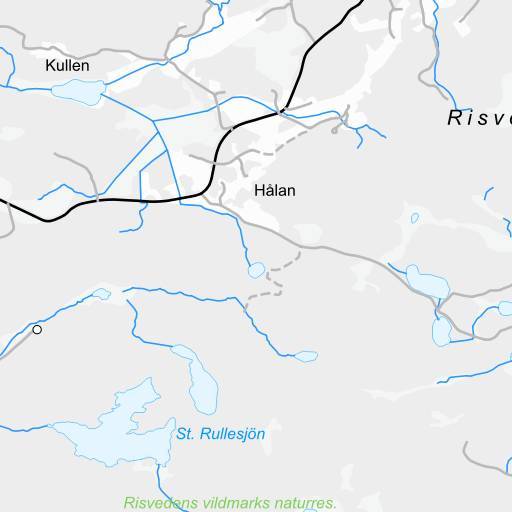 Kullen
Risve
Hålan
St. Rullesjön
Risvedens vildmarks naturres.